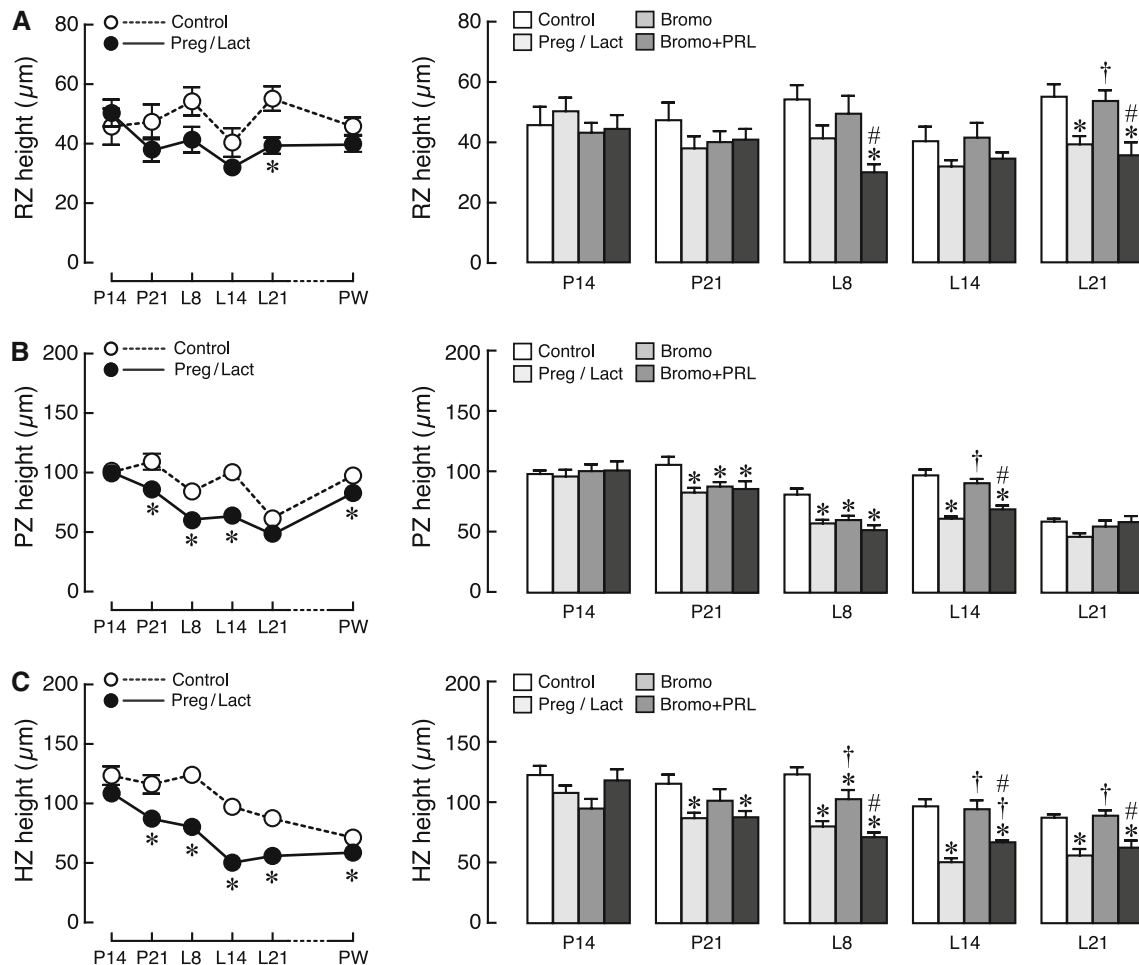 A
Control
Preg / Lact
RZ height (µm)
80
60
40
20
0
*
P14 P21 L8 L14 L21 PW
Control
Preg / Lact
Bromo
Bromo+PRL
RZ height (µm)
80
60
40
20
0
# * * † # *
P14 P21 L8 L14 L21
B
Control
Preg / Lact
PZ height (µm)
200
150
100
50
0
* * * *
P14 P21 L8 L14 L21 PW
Control
Preg / Lact
Bromo
Bromo+PRL
PZ height (µm)
200
150
100
50
0
* * * * * * * † # *
P14 P21 L8 L14 L21
C
Control
Preg / Lact
HZ height (µm)
200
150
100
50
0
* * * * *
P14 P21 L8 L14 L21 PW
Control
Preg / Lact
Bromo
Bromo+PRL
HZ height (µm)
200
150
100
50
0
* * * † * # * * † # † * * † # *
P14 P21 L8 L14 L21